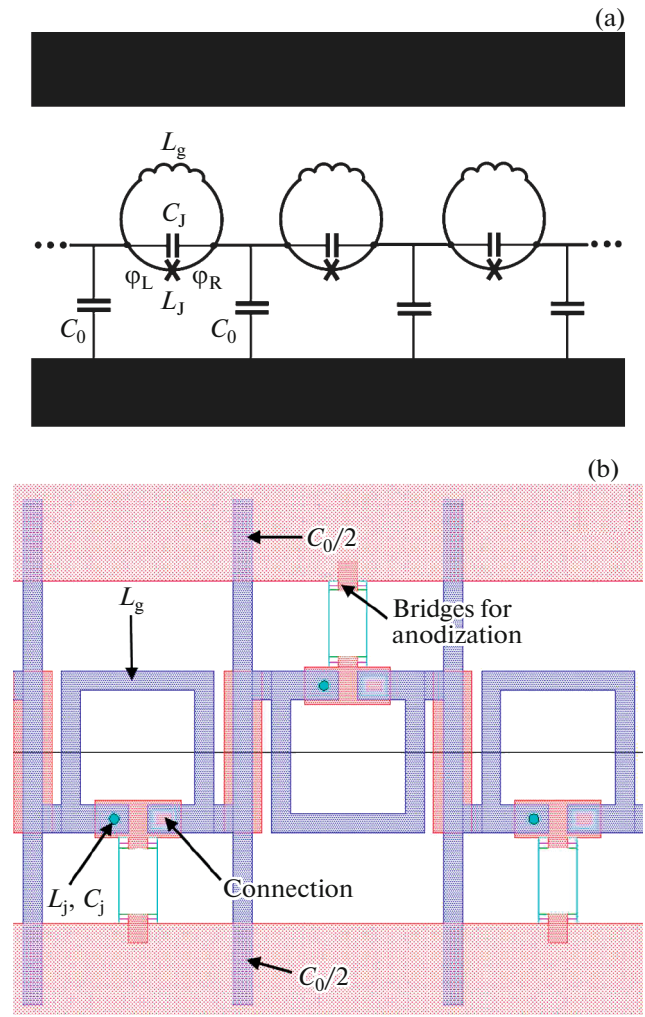 (a)
L_g
C_J
φ_L
φ_R
L_J
C_0
C_0
(b)
C_0/2
L_g
Bridges for
anodization
L_j, C_j
Connection
C_0/2